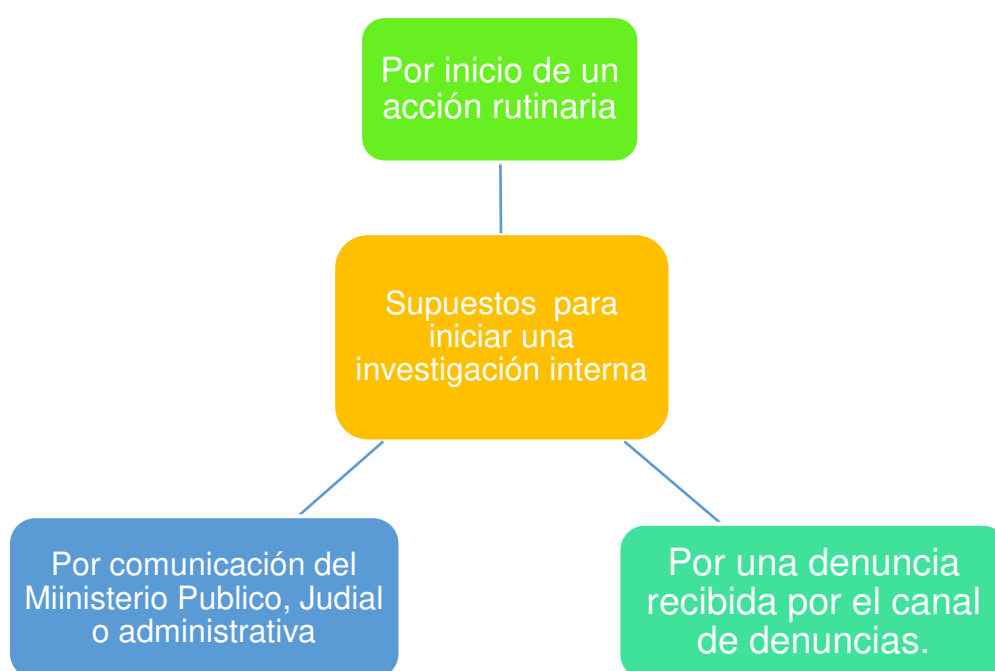 Por inicio de un
acción rutinaria
Supuestos para
iniciar una
investigación interna
Por comunicación del
Miinisterio Publico, Judial
o administrativa
Por una denuncia
recibida por el canal
de denuncias.